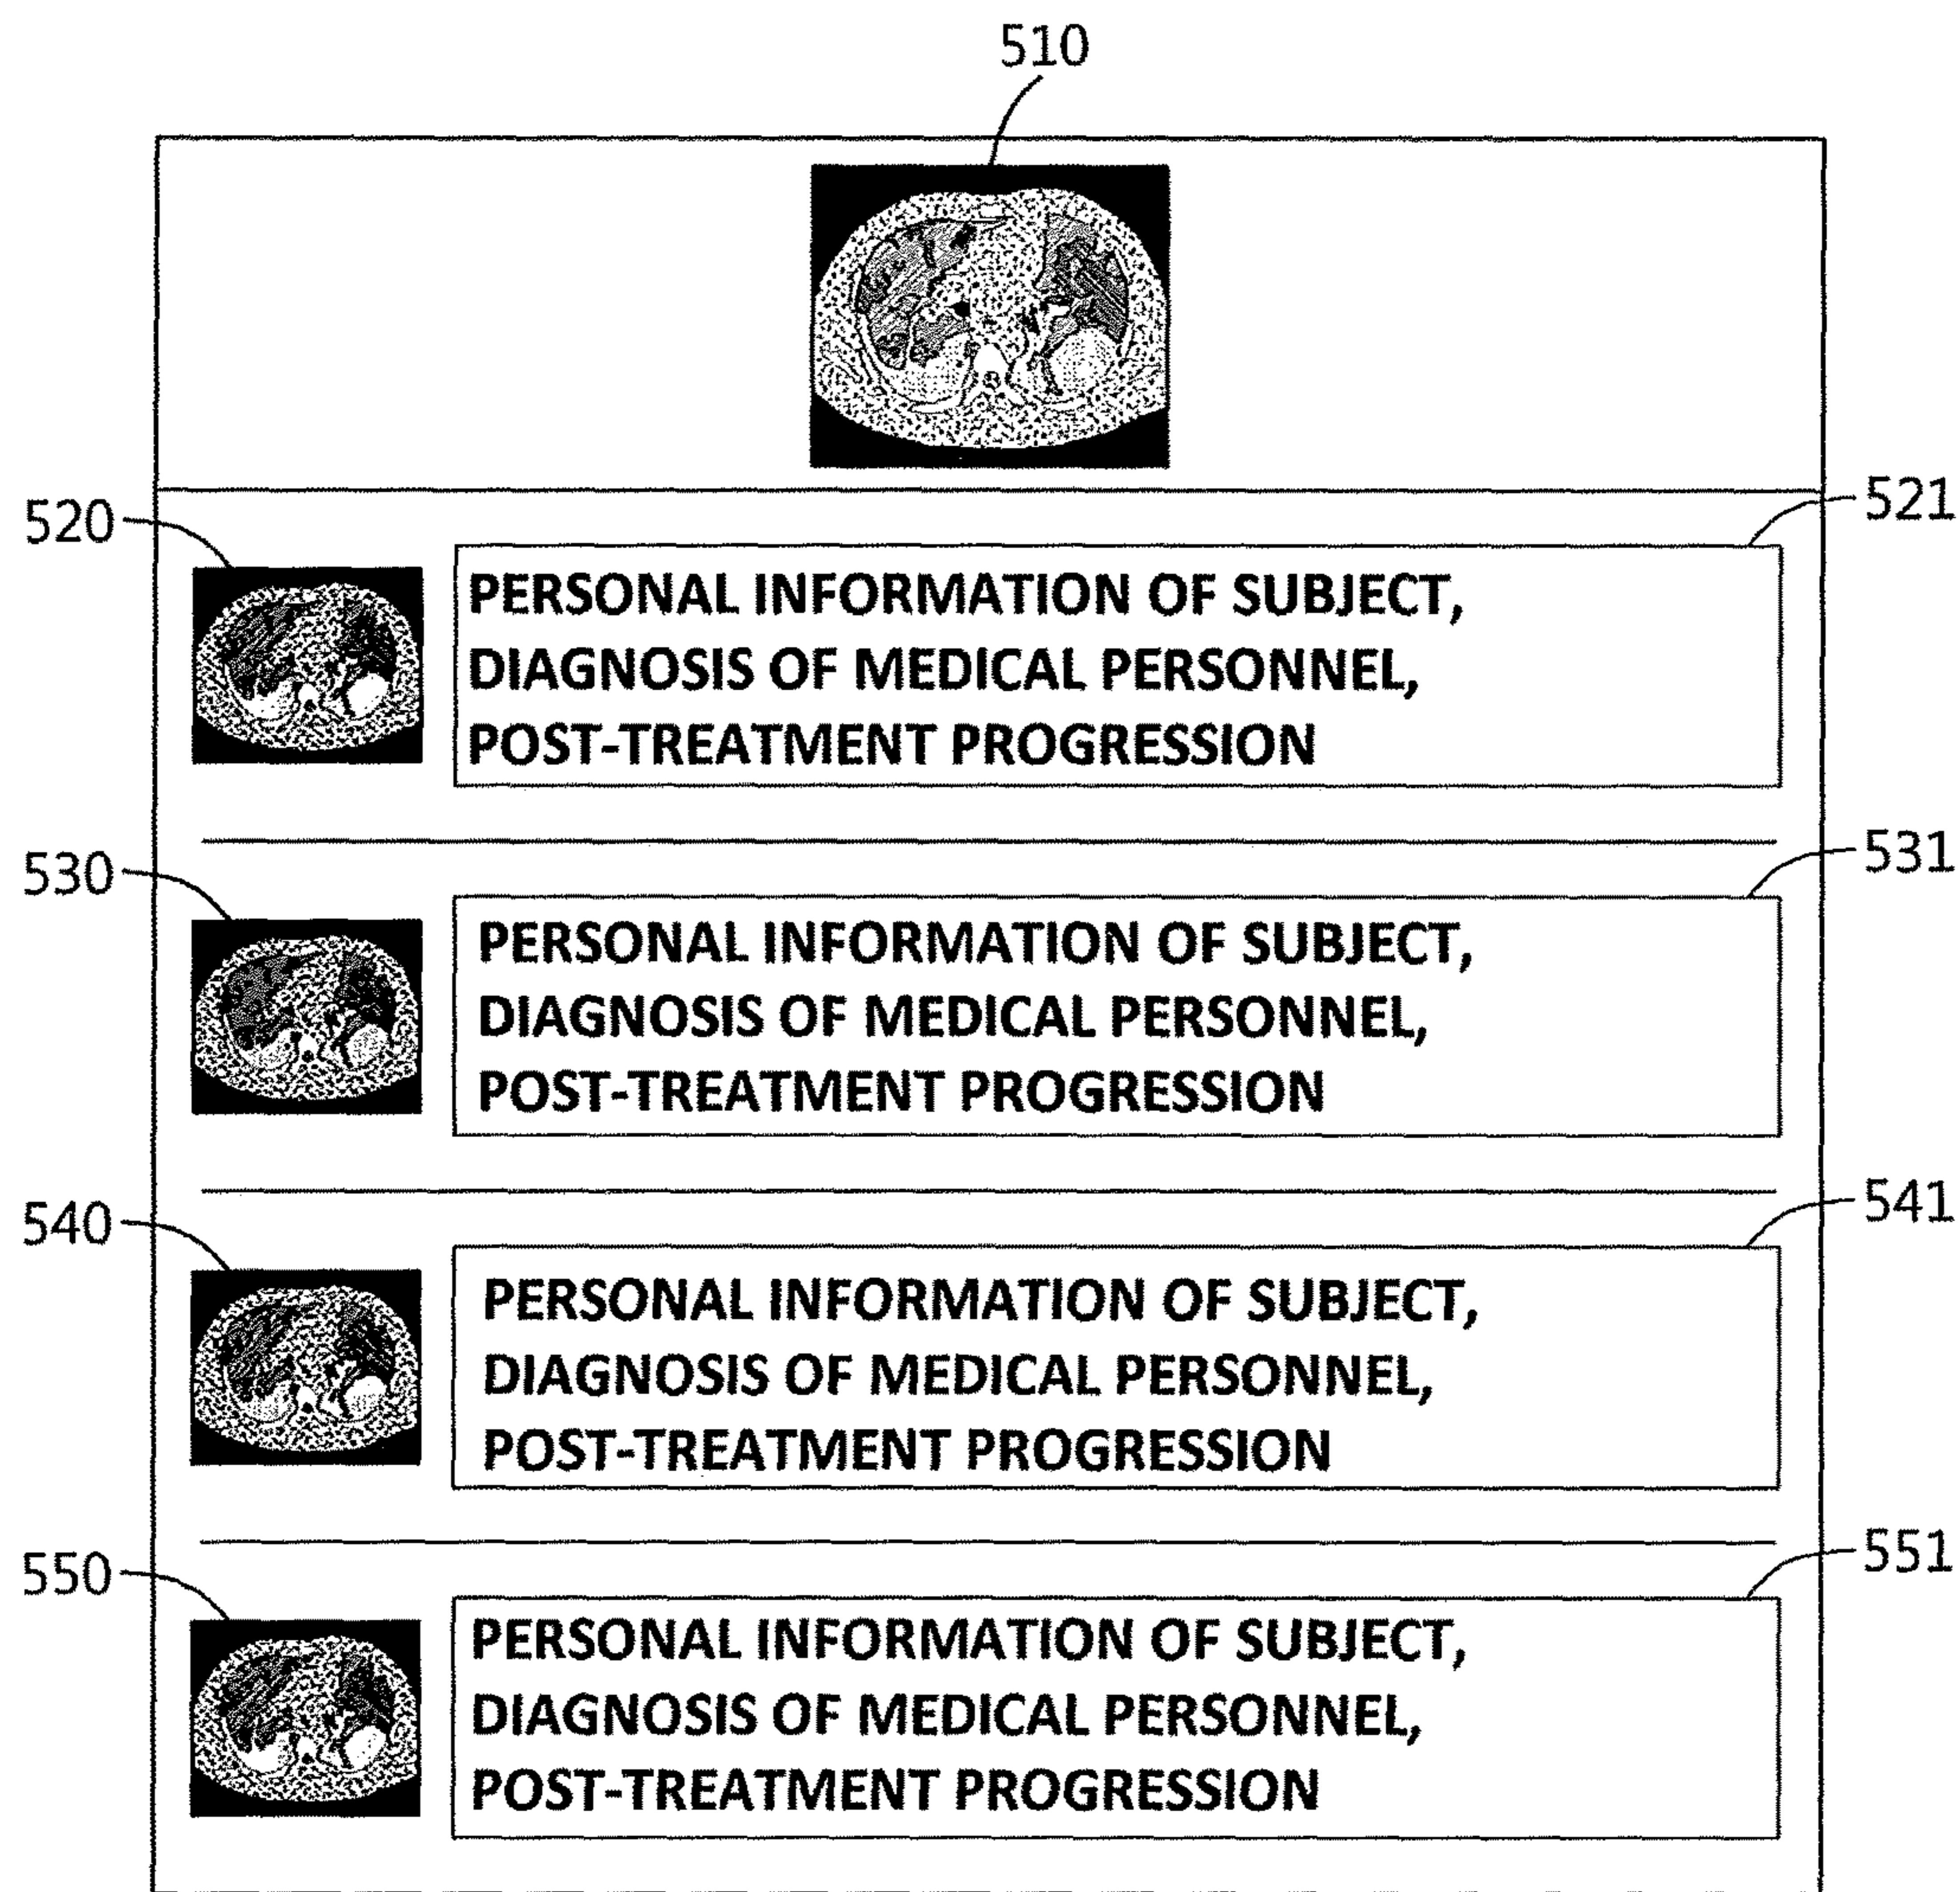 510
520
521
PERSONAL INFORMATION OF SUBJECT,
DIAGNOSIS OF MEDICAL PERSONNEL,
POST-TREATMENT PROGRESSION
530
531
PERSONAL INFORMATION OF SUBJECT,
DIAGNOSIS OF MEDICAL PERSONNEL,
POST-TREATMENT PROGRESSION
540
541
PERSONAL INFORMATION OF SUBJECT,
DIAGNOSIS OF MEDICAL PERSONNEL,
POST-TREATMENT PROGRESSION
550
551
PERSONAL INFORMATION OF SUBJECT,
DIAGNOSIS OF MEDICAL PERSONNEL,
POST-TREATMENT PROGRESSION